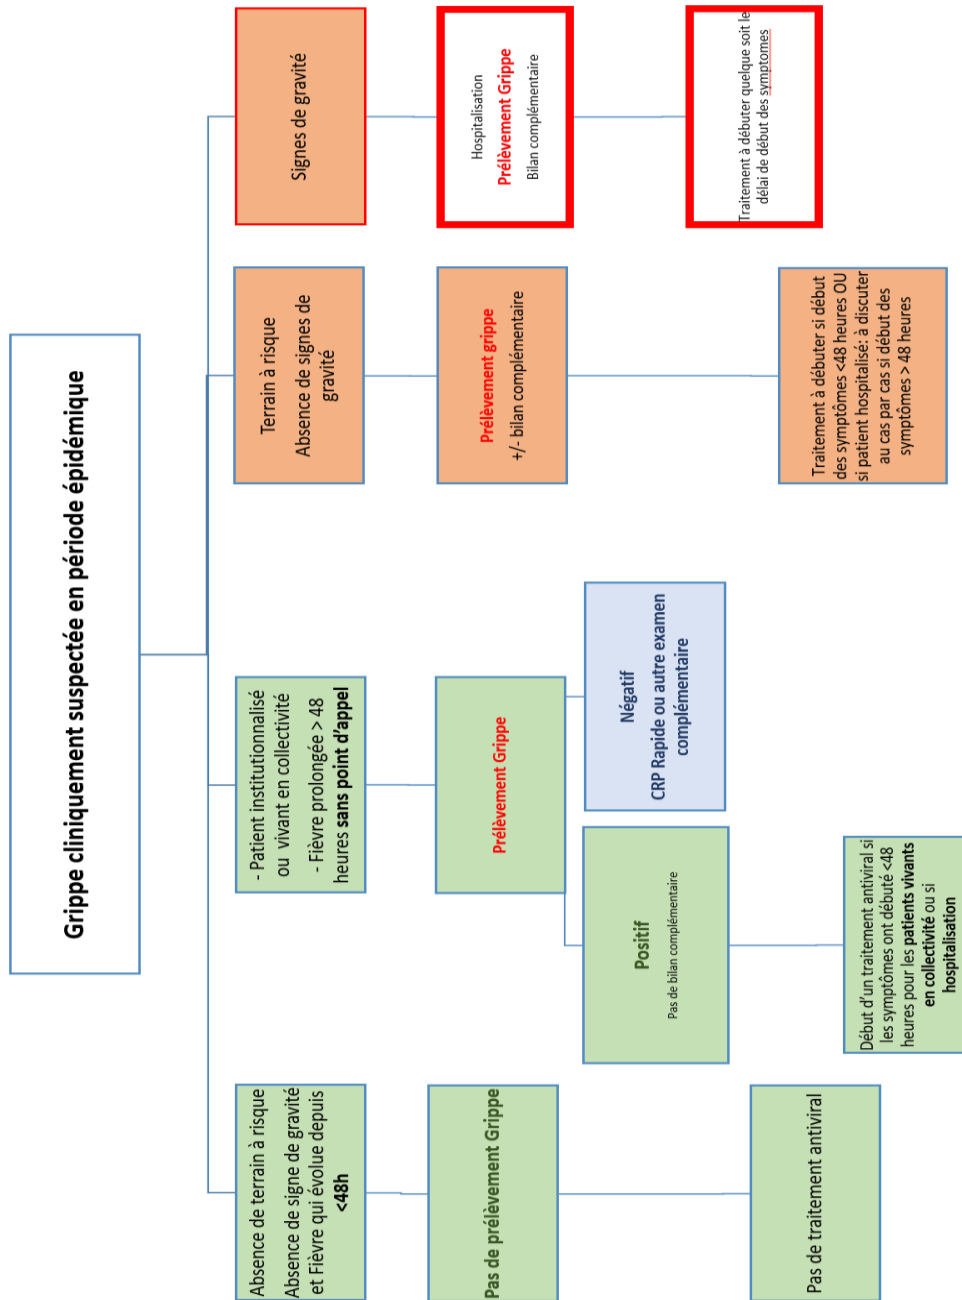 Grippe cliniquement suspectée en période épidémique
Absence de terrain à risque
Absence de signe de gravité
et Fièvre qui évolue depuis
<48h
Pas de prélèvement Grippe
Pas de traitement antiviral
- Patient institutionnalisé
ou vivant en collectivité
- Fièvre prolongée > 48
heures sans point d'appel
Prélèvement Grippe
Positif
Pas de bilan complémentaire
Début d'un traitement antiviral si
les symptômes ont débuté <48
heures pour les patients vivants
en collectivité ou si
hospitalisation
Négatif
CRP Rapide ou autre examen
complémentaire
Terrain à risque
Absence de signes de
gravité
Prélèvement grippe
+/- bilan complémentaire
Traitement à débuter si début
des symptômes <48 heures OU
si patient hospitalisé: à discuter
au cas par cas si début des
symptômes > 48 heures
Signes de gravité
Hospitalisation
Prélèvement Grippe
Bilan complémentaire
Traitement à débuter quelque soit le
délai de début des symptomes